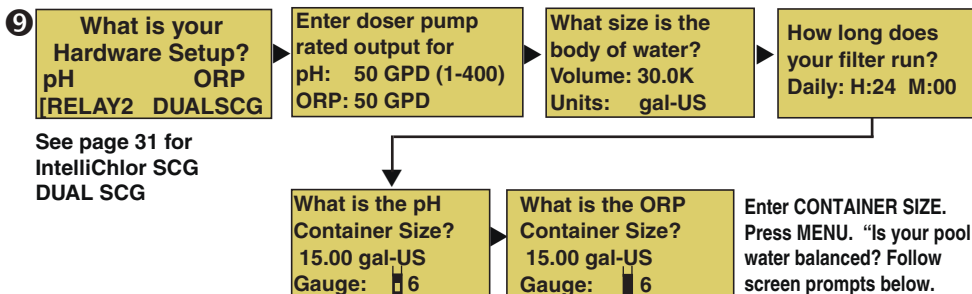 ❾
What is your
Hardware Setup?
pH ORP
[RELAY2 DUALSCG
See page 31 for
IntelliChlor SCG
DUAL SCG
Enter doser pump
rated output for
pH: 50 GPD (1-400)
ORP: 50 GPD
What size is the
body of water?
Volume: 30.0K
Units: gal-US
How long does
your filter run?
Daily: H:24 M:00
What is the pH
Container Size?
15.00 gal-US
Gauge: 6
What is the ORP
Container Size?
15.00 gal-US
Gauge: 6
Enter CONTAINER SIZE.
Press MENU. “Is your pool
water balanced? Follow
screen prompts below.